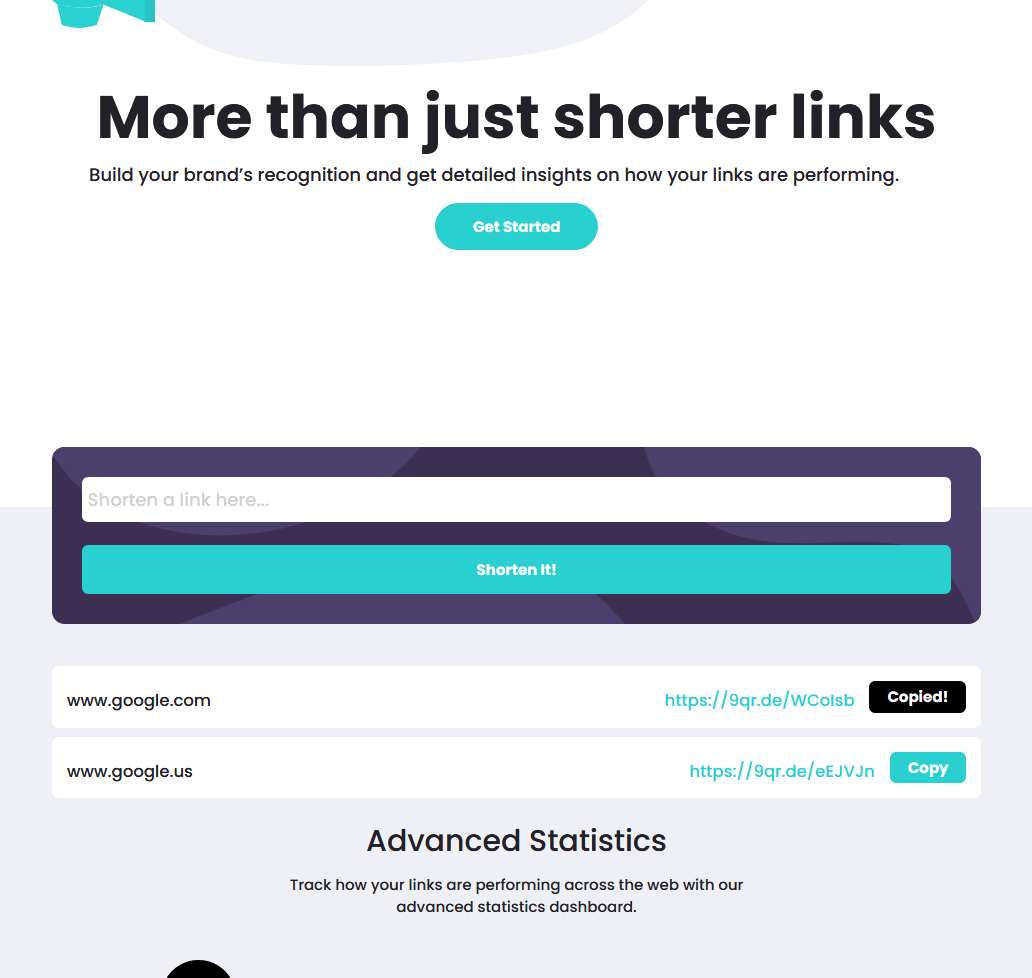 More than just shorter links
Build your brand’s recognition and get detailed insights on how your links are performing.
Get Started
Shorten a link here...
Shorten It!
www.google.com https://9qr.de/WCoIsb Copied!
www.google.us https://9qr.de/eEJVJn Copy
Advanced Statistics
Track how your links are performing across the web with our
advanced statistics dashboard.